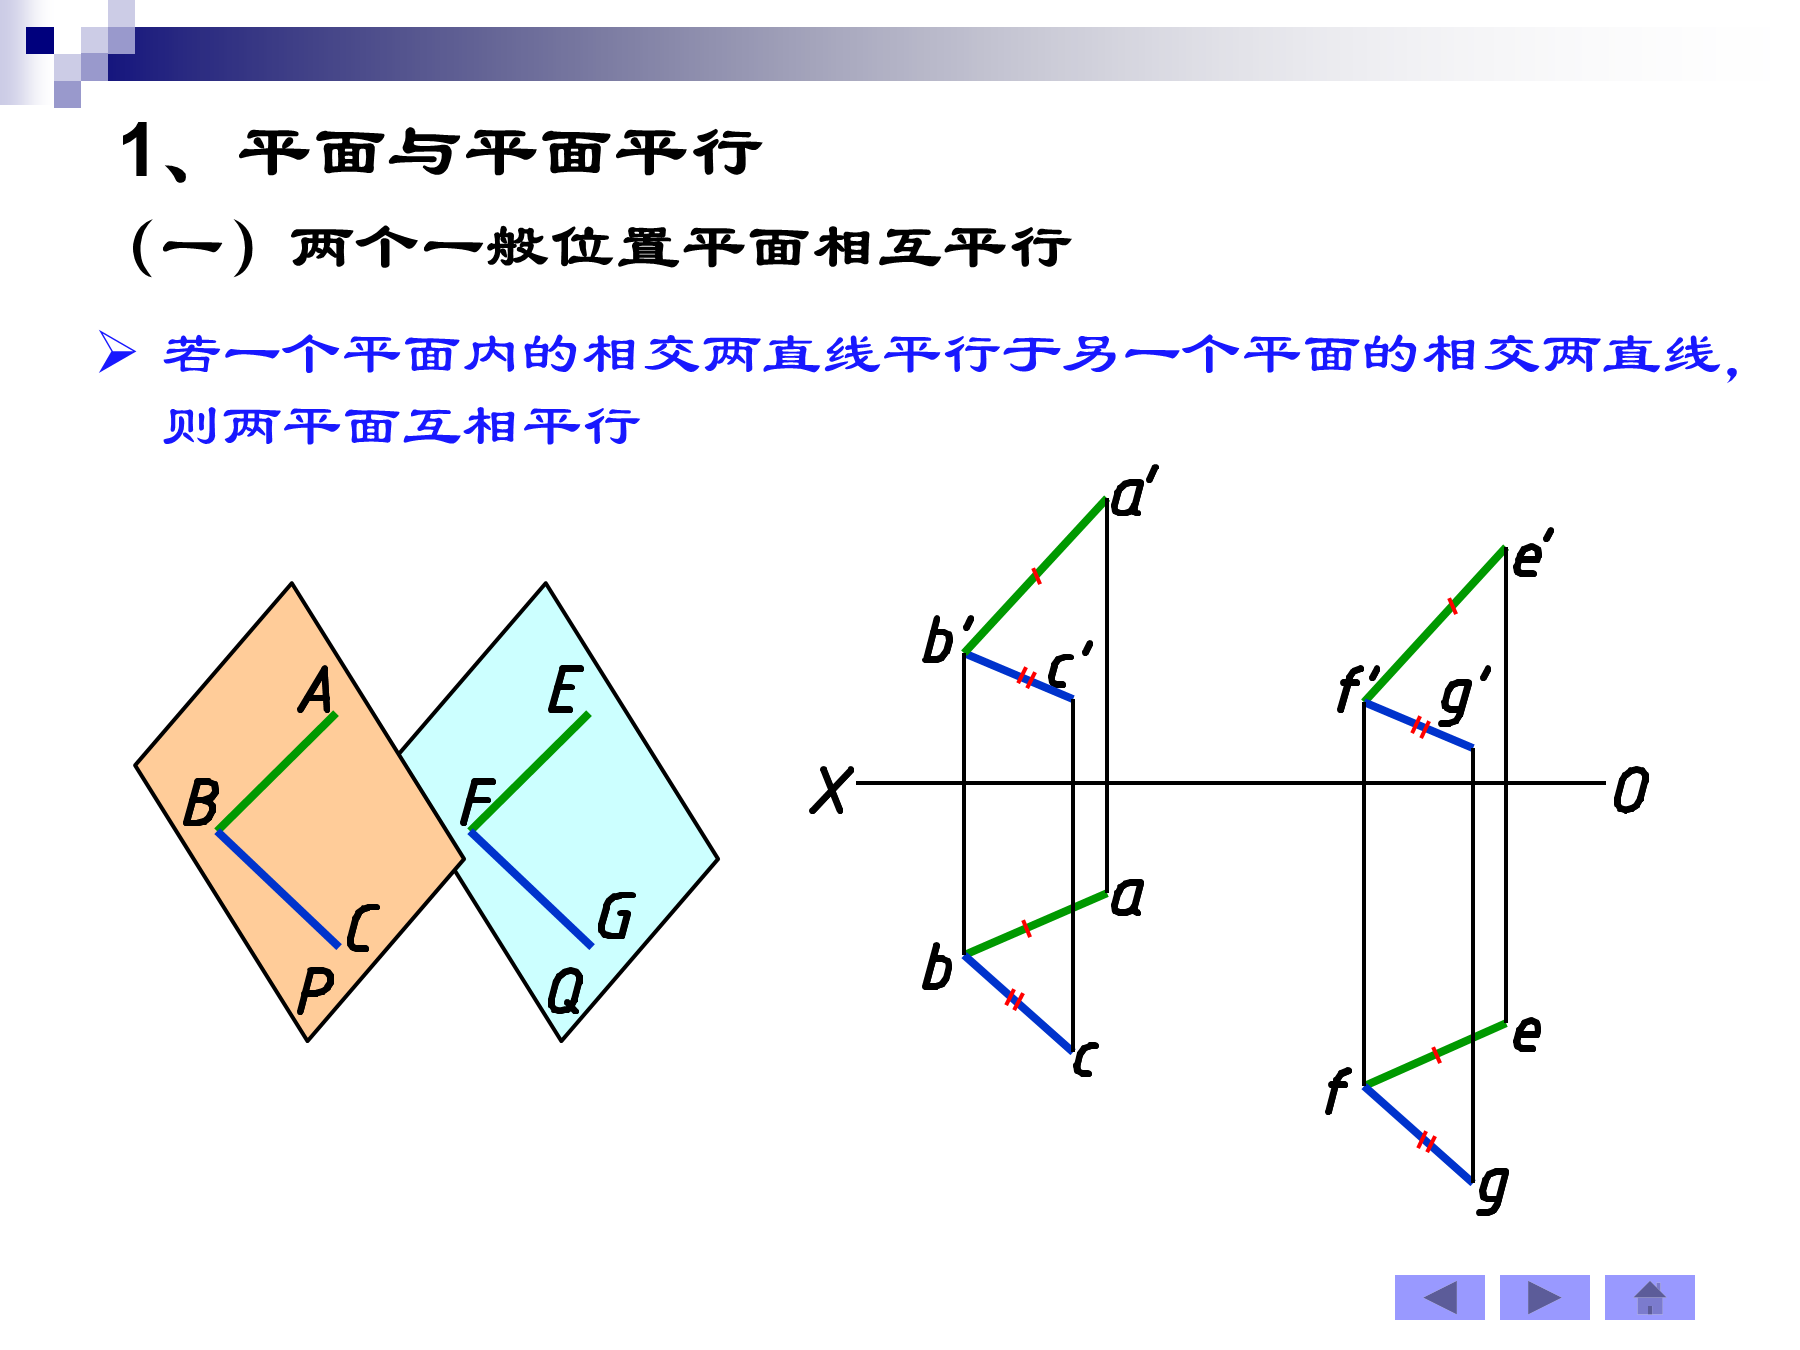 1、平面与平面平行
（一）两个一般位置平面相互平行
若一个平面内的相交两直线平行于另一个平面的相交两直线，
则两平面互相平行
A
B
C
P
E
F
G
Q
a′
b′
c′
e′
f′
g′
X
O
a
b
c
e
f
g